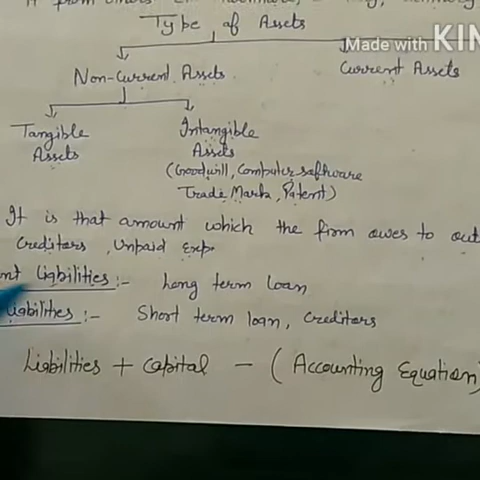 Type of Assets
Made with KIN
Non-Current Assets
Current Assets
Tangible Assets
Intangible Assets
(Goodwill, Computer software
Trade Mark, Patent)
It is that amount which the firm owes to out
Creditors, Unpaid Exp.
nt Liabilities :- Long term loan
Liabilities :- Short term loan, Creditors
Liabilities + Capital - (Accounting Equation)